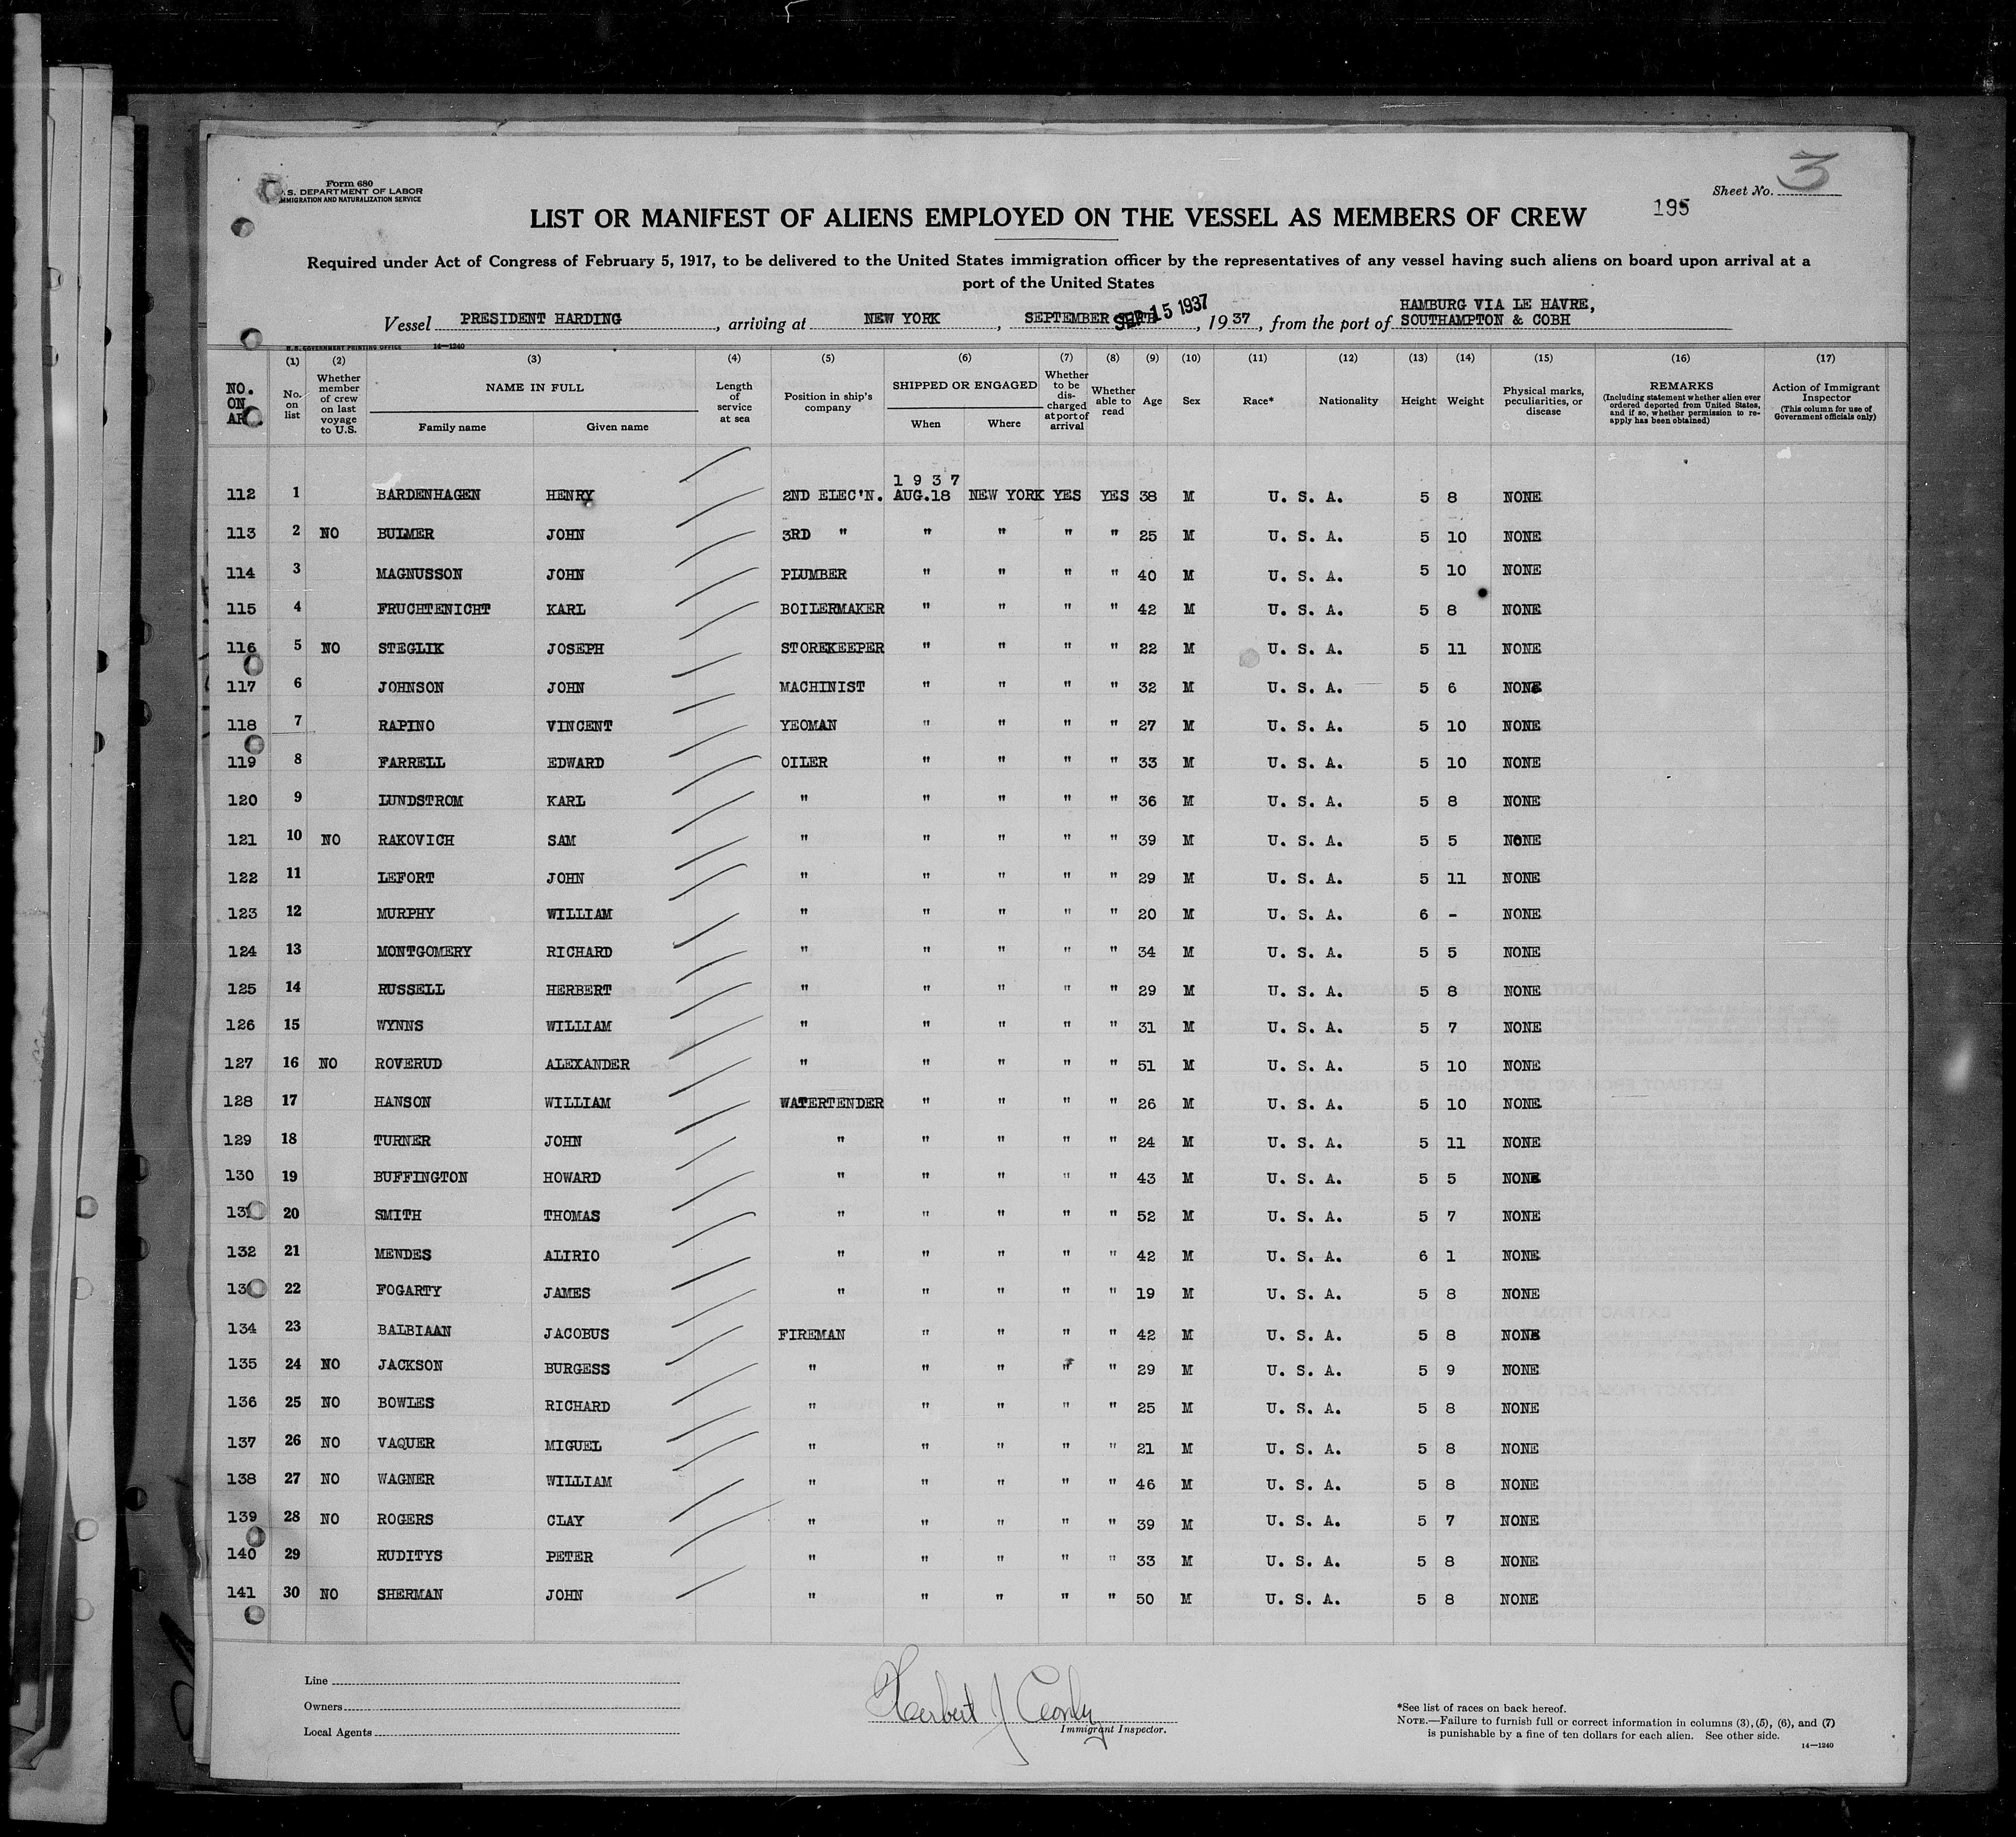 Form 680
.S. DEPARTMENT OF LABOR
MMIGRATION AND NATURALIZATION SERVICE
Sheet No. 3
195
LIST OR MANIFEST OF ALIENS EMPLOYED ON THE VESSEL AS MEMBERS OF CREW
Required under Act of Congress of February 5, 1917, to be delivered to the United States immigration officer by the representatives of any vessel having such aliens on board upon arrival at a
port of the United States
HAMBURG VIA LE HAVRE,
Vessel PRESIDENT HARDING, arriving at NEW YORK, SEPTEMBER SEP 15 1937, 1937, from the port of SOUTHAMPTON & COBH
U.S. GOVERNMENT PRINTING OFFICE 14—1240
(1) (2) (3) (4) (5) (6) (7) (8) (9) (10) (11) (12) (13) (14) (15) (16) (17)
NO. ON AR. No. on list Whether member of crew on last voyage to U.S. NAME IN FULL Family name Given name Length of service at sea Position in ship's company SHIPPED OR ENGAGED When Where Whether to be discharged at port of arrival Whether able to read Age Sex Race* Nationality Height Weight Physical marks, peculiarities, or disease REMARKS (Including statement whether alien ever ordered deported from United States, and if so, whether permission to reapply has been obtained) Action of Immigrant Inspector (This column for use of Government officials only)
1 9 3 7
112 1 BARDENHAGEN HENRY 2ND ELEC'N. AUG.18 NEW YORK YES YES 38 M U. S. A. 5 8 NONE
113 2 NO BULMER JOHN 3RD " " " " " 25 M U. S. A. 5 10 NONE
114 3 MAGNUSSON JOHN PLUMBER " " " " 40 M U. S. A. 5 10 NONE
115 4 FRUCHTENICHT KARL BOILERMAKER " " " " 42 M U. S. A. 5 8 NONE
116 5 NO STEGLIK JOSEPH STOREKEEPER " " " " 22 M U. S. A. 5 11 NONE
117 6 JOHNSON JOHN MACHINIST " " " " 32 M U. S. A. 5 6 NONE
118 7 RAPINO VINCENT YEOMAN " " " " 27 M U. S. A. 5 10 NONE
119 8 FARRELL EDWARD OILER " " " " 33 M U. S. A. 5 10 NONE
120 9 LUNDSTROM KARL " " " " " 36 M U. S. A. 5 8 NONE
121 10 NO RAKOVICH SAM " " " " " 39 M U. S. A. 5 5 NONE
122 11 LEFORT JOHN " " " " " 29 M U. S. A. 5 11 NONE
123 12 MURPHY WILLIAM " " " " " 20 M U. S. A. 6 - NONE
124 13 MONTGOMERY RICHARD " " " " " 34 M U. S. A. 5 5 NONE
125 14 RUSSELL HERBERT " " " " " 29 M U. S. A. 5 8 NONE
126 15 WYNNS WILLIAM " " " " " 31 M U. S. A. 5 7 NONE
127 16 NO ROVERUD ALEXANDER " " " " " 51 M U. S. A. 5 10 NONE
128 17 HANSON WILLIAM WATERTENDER " " " " 26 M U. S. A. 5 10 NONE
129 18 TURNER JOHN " " " " " 24 M U. S. A. 5 11 NONE
130 19 BUFFINGTON HOWARD " " " " " 43 M U. S. A. 5 5 NONE
13 20 SMITH THOMAS " " " " " 52 M U. S. A. 5 7 NONE
132 21 MENDES ALIRIO " " " " " 42 M U. S. A. 6 1 NONE
13 22 FOGARTY JAMES " " " " " 19 M U. S. A. 5 8 NONE
134 23 BALBIAAN JACOBUS FIREMAN " " " " 42 M U. S. A. 5 8 NONE
135 24 NO JACKSON BURGESS " " " " " 29 M U. S. A. 5 9 NONE
136 25 NO BOWLES RICHARD " " " " " 25 M U. S. A. 5 8 NONE
137 26 NO VAQUER MIGUEL " " " " " 21 M U. S. A. 5 8 NONE
138 27 NO WAGNER WILLIAM " " " " " 46 M U. S. A. 5 8 NONE
139 28 NO ROGERS CLAY " " " " " 39 M U. S. A. 5 7 NONE
140 29 RUDITYS PETER " " " " " 33 M U. S. A. 5 8 NONE
141 30 NO SHERMAN JOHN " " " " " 50 M U. S. A. 5 8 NONE
Line
Owners
Local Agents
Herbert J
Immigrant Inspector.
*See list of races on back hereof.
NOTE.—Failure to furnish full or correct information in columns (3), (5), (6), and (7)
is punishable by a fine of ten dollars for each alien. See other side.
14—1240